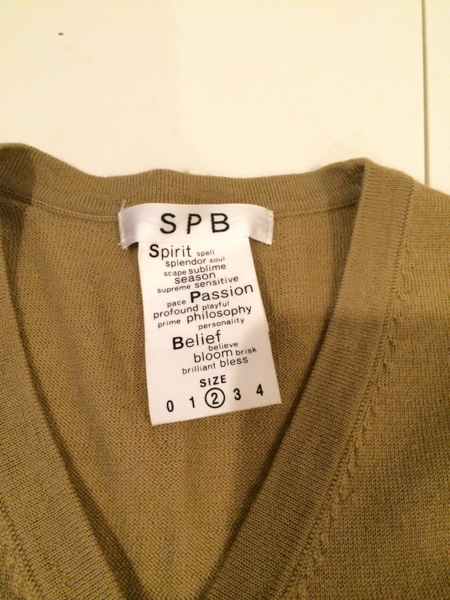 SPB
Spirit spell
splendor soul
scape sublime
season
supreme sensitive
pace Passion
profound playful
prime philosophy
personality
Belief believe
bloom brisk
brilliant bless
SIZE
0 1 2 3 4